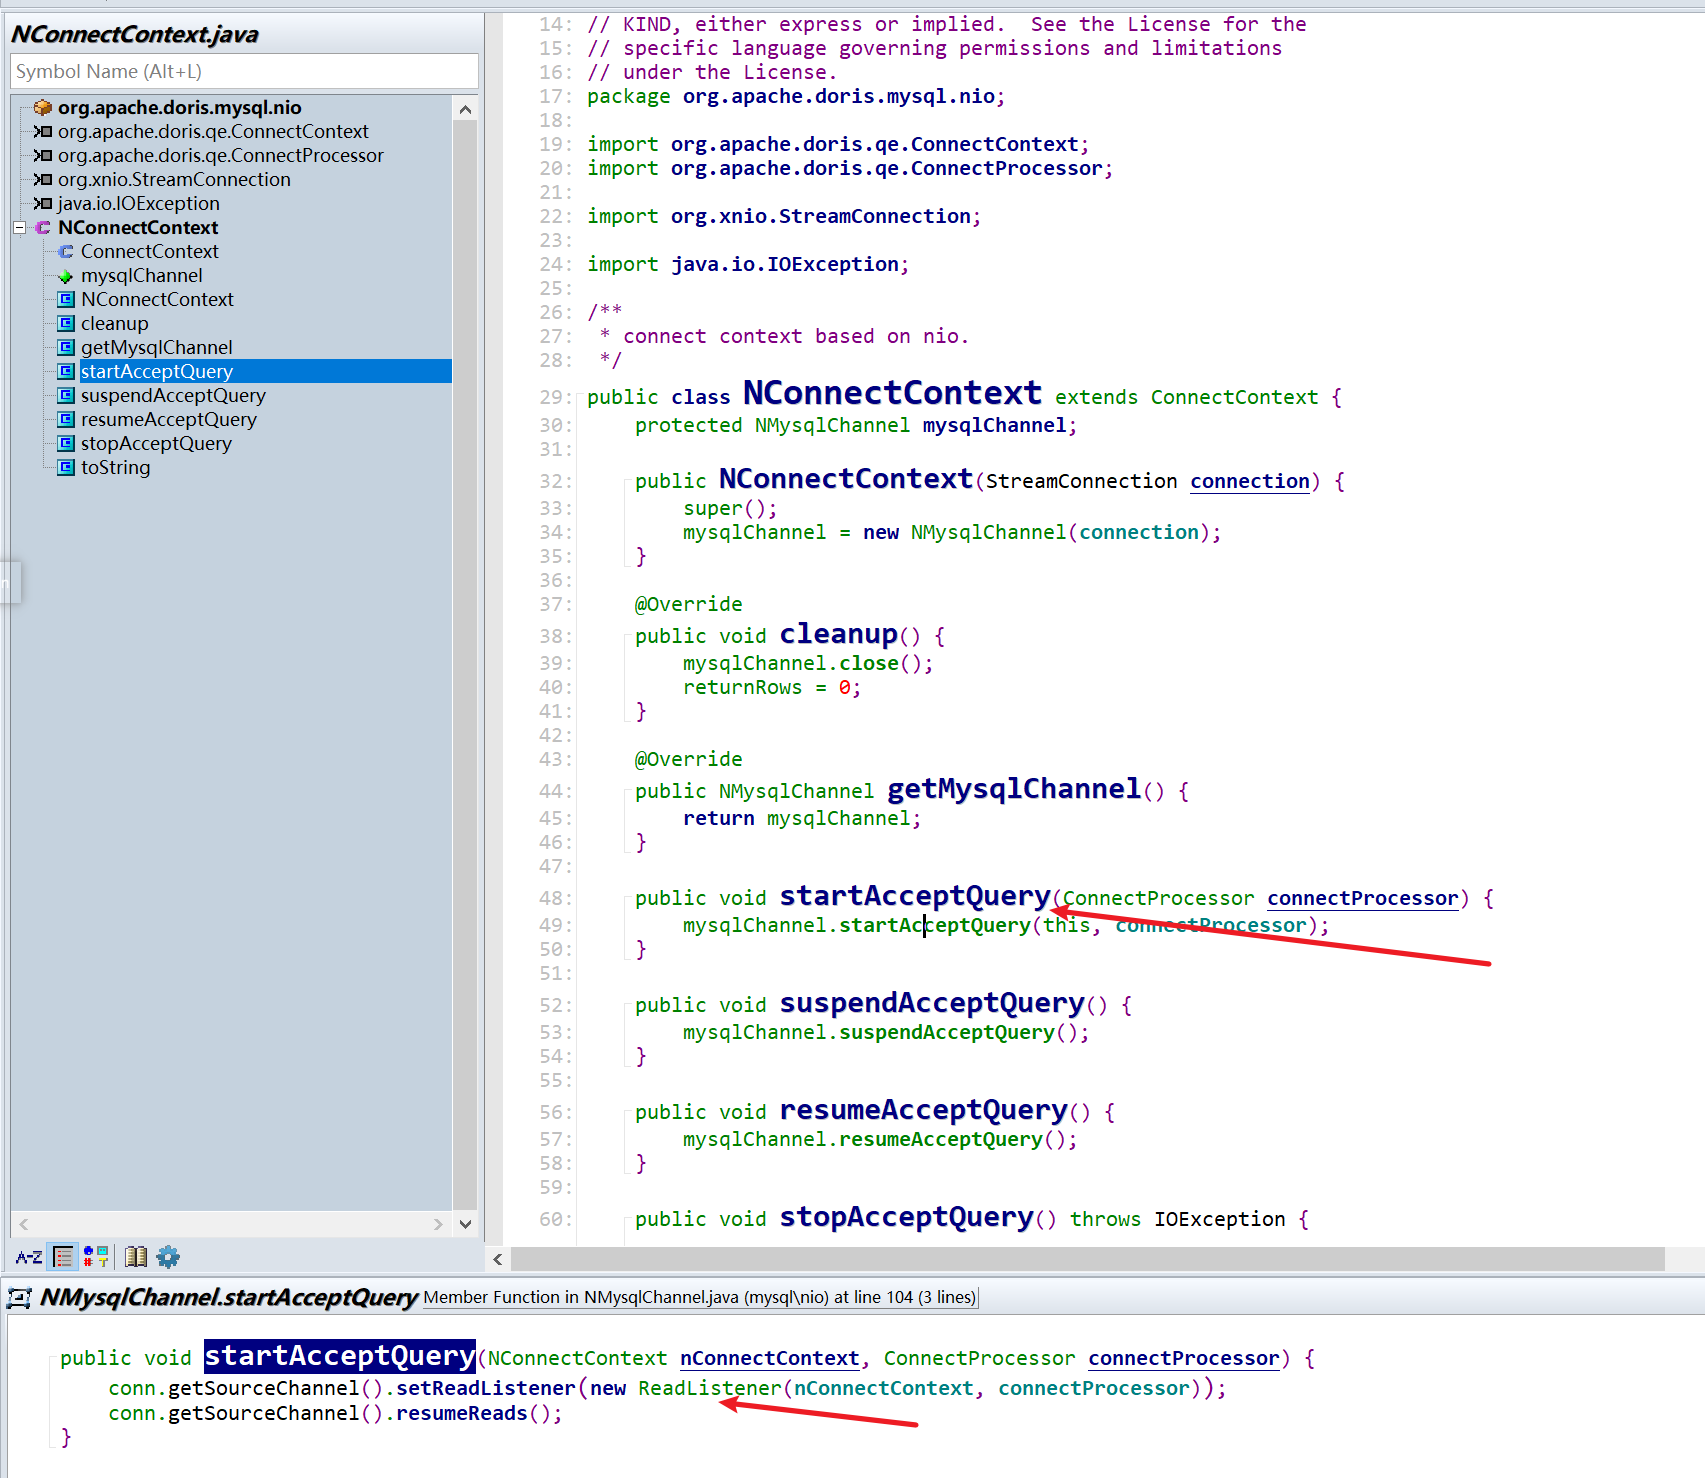 NConnectContext.java
Symbol Name (Alt+L)
org.apache.doris.mysql.nio
org.apache.doris.qe.ConnectContext
org.apache.doris.qe.ConnectProcessor
org.xnio.StreamConnection
java.io.IOException
NConnectContext
ConnectContext
mysqlChannel
NConnectContext
cleanup
getMysqlChannel
startAcceptQuery
suspendAcceptQuery
resumeAcceptQuery
stopAcceptQuery
toString
A-Z
14: // KIND, either express or implied.  See the License for the
15: // specific language governing permissions and limitations
16: // under the License.
17: package org.apache.doris.mysql.nio;
18:
19: import org.apache.doris.qe.ConnectContext;
20: import org.apache.doris.qe.ConnectProcessor;
21:
22: import org.xnio.StreamConnection;
23:
24: import java.io.IOException;
25:
26: /**
27:  * connect context based on nio.
28:  */
29: public class NConnectContext extends ConnectContext {
30:     protected NMysqlChannel mysqlChannel;
31:
32:     public NConnectContext(StreamConnection connection) {
33:         super();
34:         mysqlChannel = new NMysqlChannel(connection);
35:     }
36:
37:     @Override
38:     public void cleanup() {
39:         mysqlChannel.close();
40:         returnRows = 0;
41:     }
42:
43:     @Override
44:     public NMysqlChannel getMysqlChannel() {
45:         return mysqlChannel;
46:     }
47:
48:     public void startAcceptQuery(ConnectProcessor connectProcessor) {
49:         mysqlChannel.startAcceptQuery(this, connectProcessor);
50:     }
51:
52:     public void suspendAcceptQuery() {
53:         mysqlChannel.suspendAcceptQuery();
54:     }
55:
56:     public void resumeAcceptQuery() {
57:         mysqlChannel.resumeAcceptQuery();
58:     }
59:
60:     public void stopAcceptQuery() throws IOException {
NMysqlChannel.startAcceptQuery Member Function in NMysqlChannel.java (mysql\nio) at line 104 (3 lines)
public void startAcceptQuery(NConnectContext nConnectContext, ConnectProcessor connectProcessor) {
    conn.getSourceChannel().setReadListener(new ReadListener(nConnectContext, connectProcessor));
    conn.getSourceChannel().resumeReads();
}